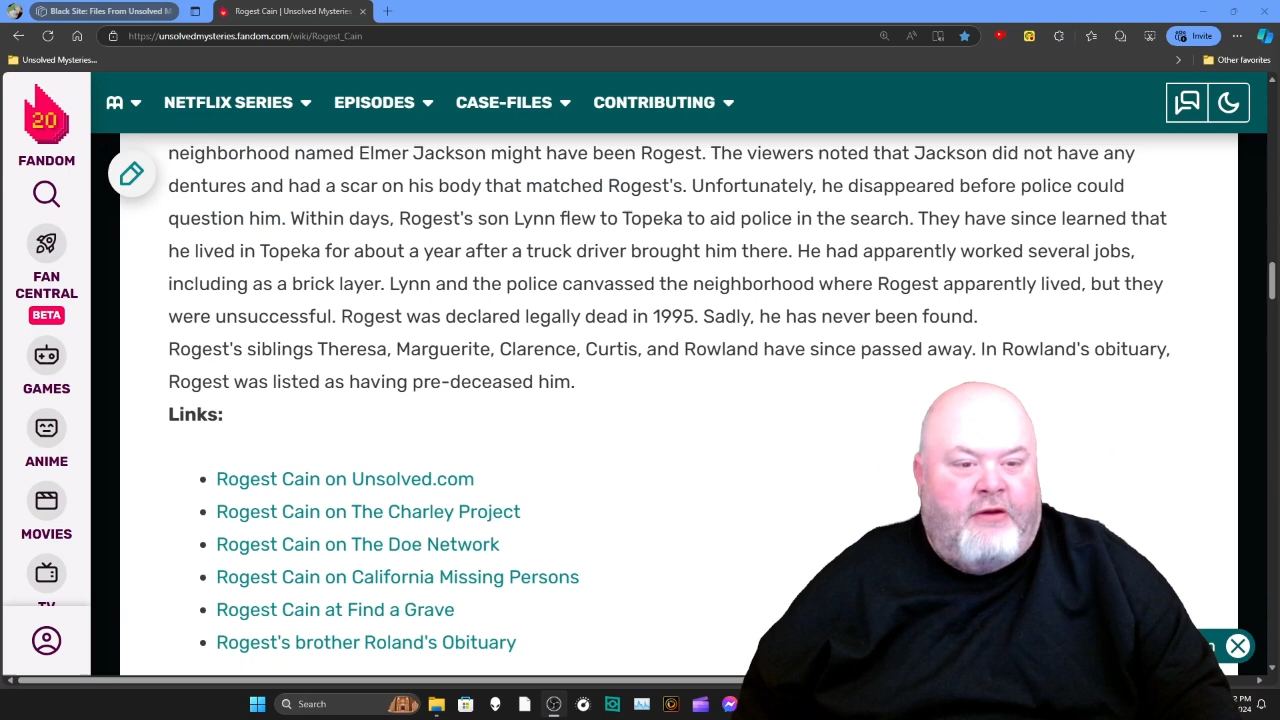 Black Site: Files From Unsolved M
Rogest Cain | Unsolved Mysteries
https://unsolvedmysteries.fandom.com/wiki/Rogest_Cain
Invite
Unsolved Mysteries...
Other favorites
20
FANDOM
FAN
CENTRAL
BETA
GAMES
ANIME
MOVIES
TV
NETFLIX SERIES
EPISODES
CASE-FILES
CONTRIBUTING
neighborhood named Elmer Jackson might have been Rogest. The viewers noted that Jackson did not have any
dentures and had a scar on his body that matched Rogest's. Unfortunately, he disappeared before police could
question him. Within days, Rogest's son Lynn flew to Topeka to aid police in the search. They have since learned that
he lived in Topeka for about a year after a truck driver brought him there. He had apparently worked several jobs,
including as a brick layer. Lynn and the police canvassed the neighborhood where Rogest apparently lived, but they
were unsuccessful. Rogest was declared legally dead in 1995. Sadly, he has never been found.
Rogest's siblings Theresa, Marguerite, Clarence, Curtis, and Rowland have since passed away. In Rowland's obituary,
Rogest was listed as having pre-deceased him.
Links:
Rogest Cain on Unsolved.com
Rogest Cain on The Charley Project
Rogest Cain on The Doe Network
Rogest Cain on California Missing Persons
Rogest Cain at Find a Grave
Rogest's brother Roland's Obituary
Search